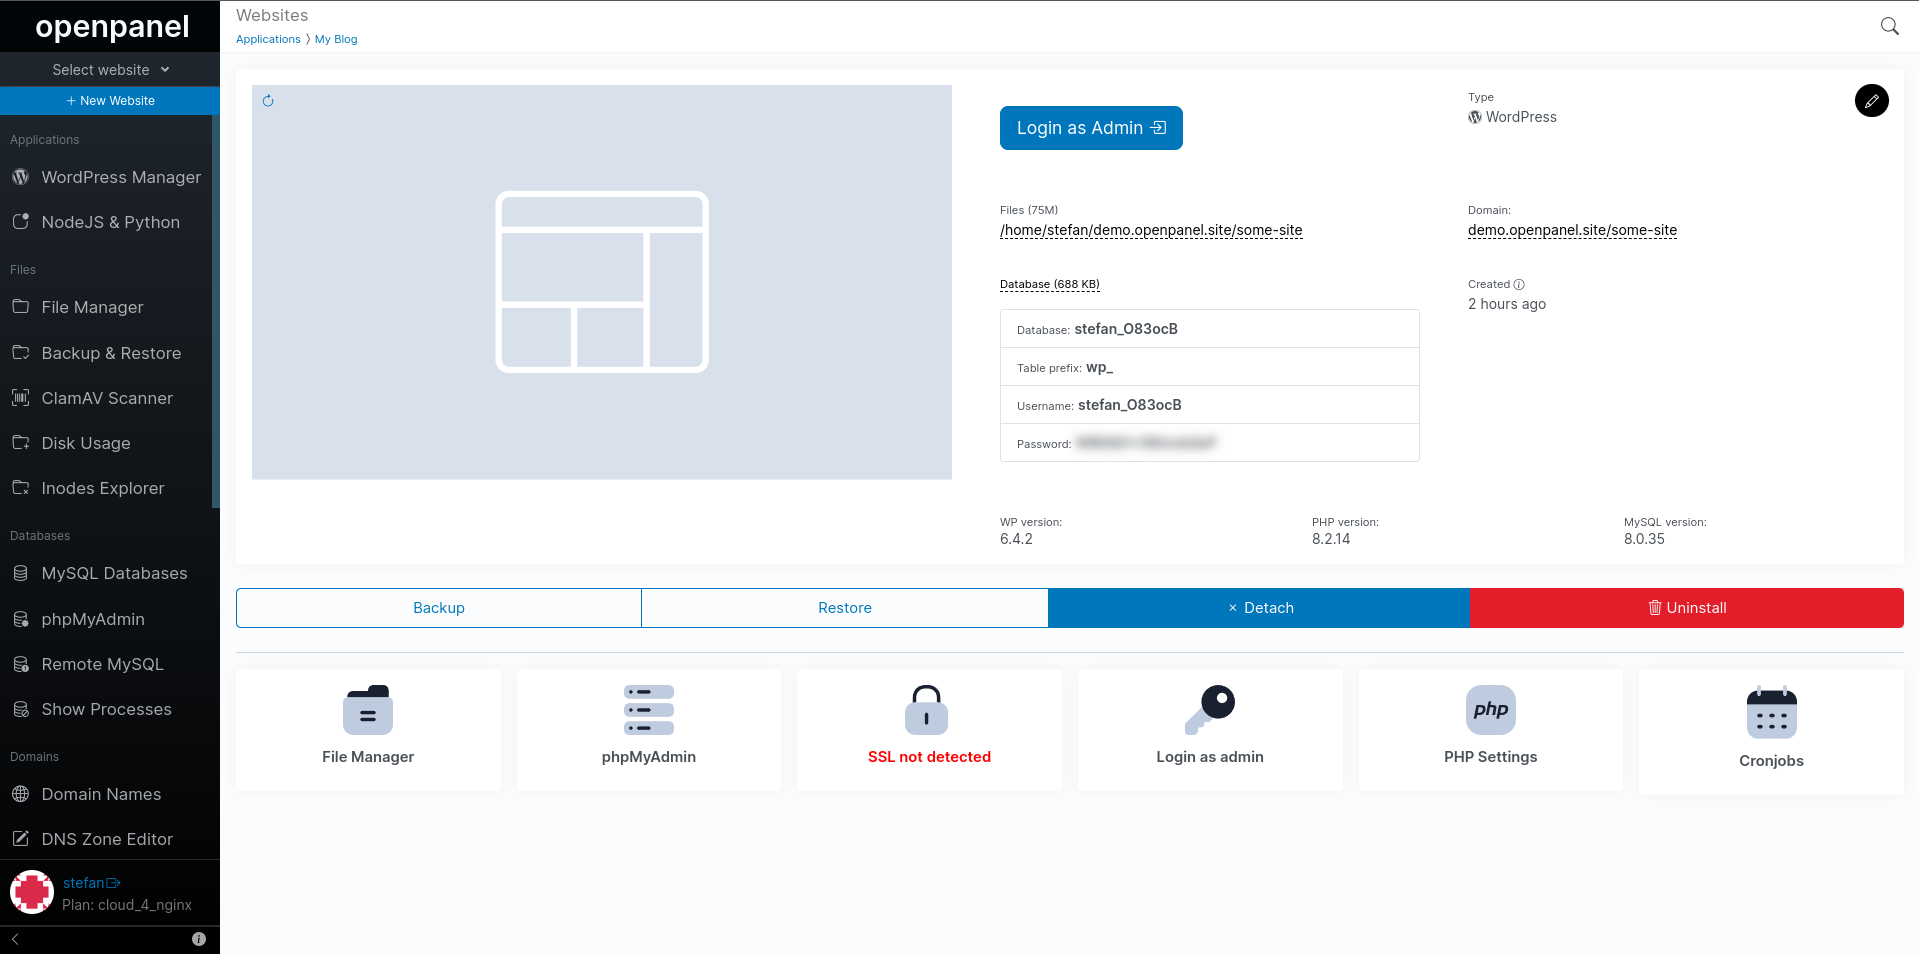 openpanel
Select website
+ New Website
Applications
WordPress Manager
NodeJS & Python
Files
File Manager
Backup & Restore
ClamAV Scanner
Disk Usage
Inodes Explorer
Databases
MySQL Databases
phpMyAdmin
Remote MySQL
Show Processes
Domains
Domain Names
DNS Zone Editor
stefan
Plan: cloud_4_nginx
Websites
Applications 〉 My Blog
Login as Admin
Type
WordPress
Files (75M)
/home/stefan/demo.openpanel.site/some-site
Domain:
demo.openpanel.site/some-site
Database (688 KB)
Created
2 hours ago
Database: stefan_O83ocB
Table prefix: wp_
Username: stefan_O83ocB
Password:
WP version:
6.4.2
PHP version:
8.2.14
MySQL version:
8.0.35
Backup
Restore
× Detach
Uninstall
File Manager
phpMyAdmin
SSL not detected
Login as admin
php
PHP Settings
Cronjobs